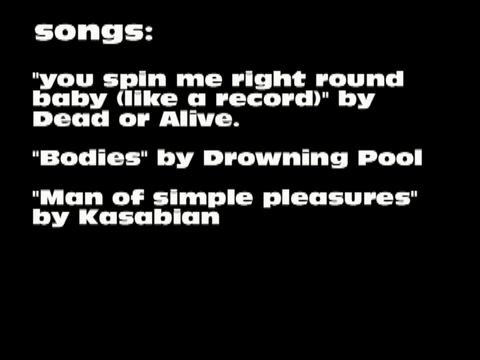 songs:
"you spin me right round
baby (like a record)" by
Dead or Alive.
"Bodies" by Drowning Pool
"Man of simple pleasures"
by Kasabian